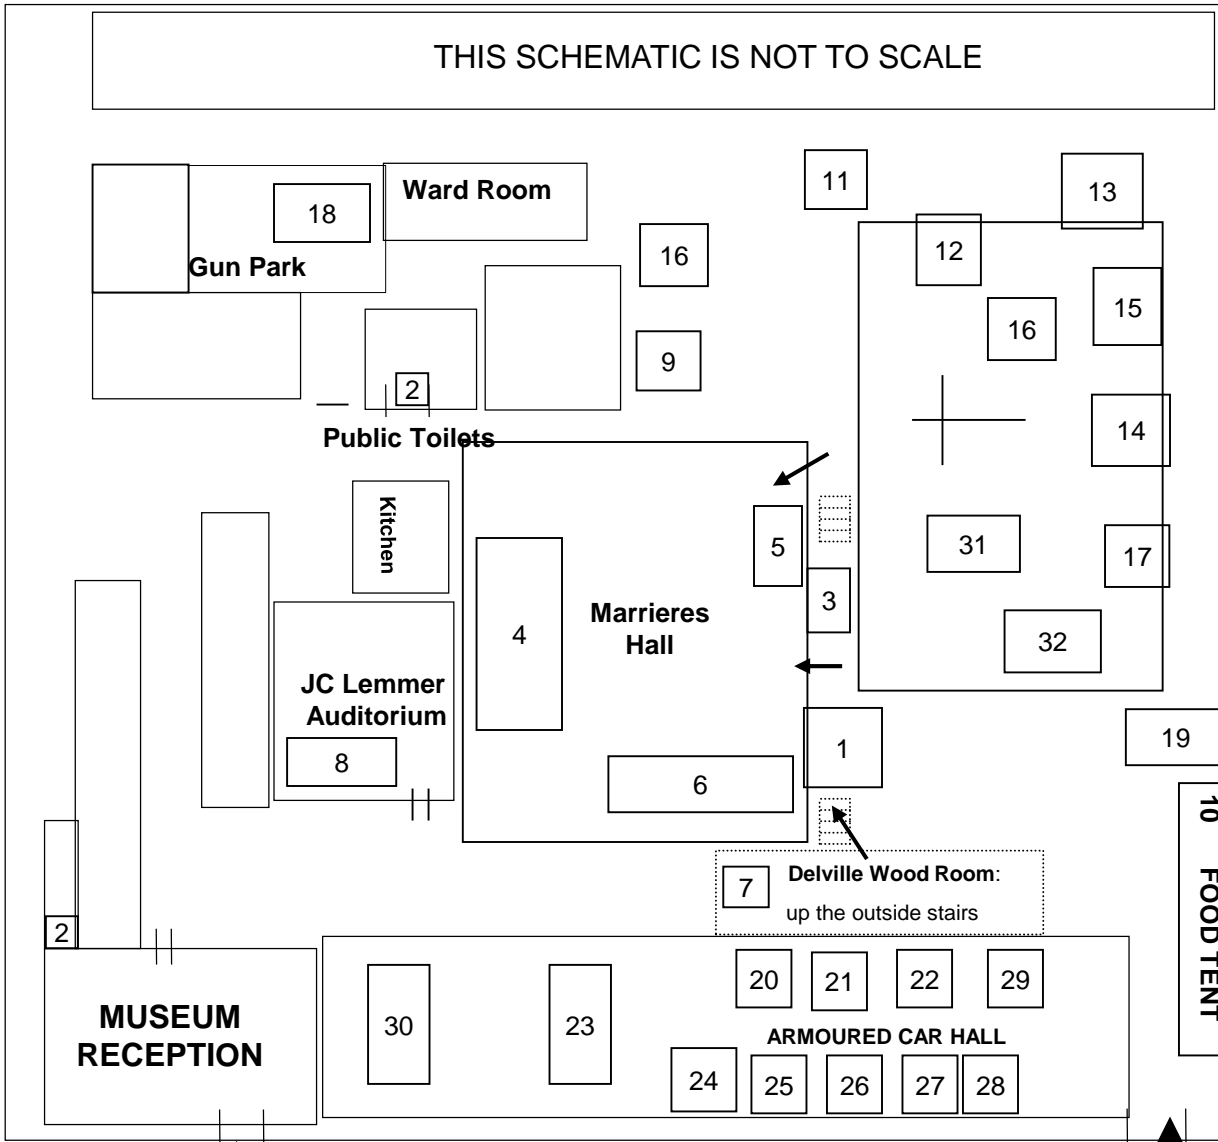 THIS SCHEMATIC IS NOT TO SCALE
11
13
18
Ward Room
12
16
Gun Park
16
15
9
2
14
Public Toilets
Kitchen
5
31
17
3
4
Marrieres
Hall
32
JC Lemmer
Auditorium
19
1
8
6
10 FOOD TENT
7
Delville Wood Room:
up the outside stairs
2
20
21
22
29
MUSEUM
RECEPTION
30
23
ARMOURED CAR HALL
24
25
26
27
28